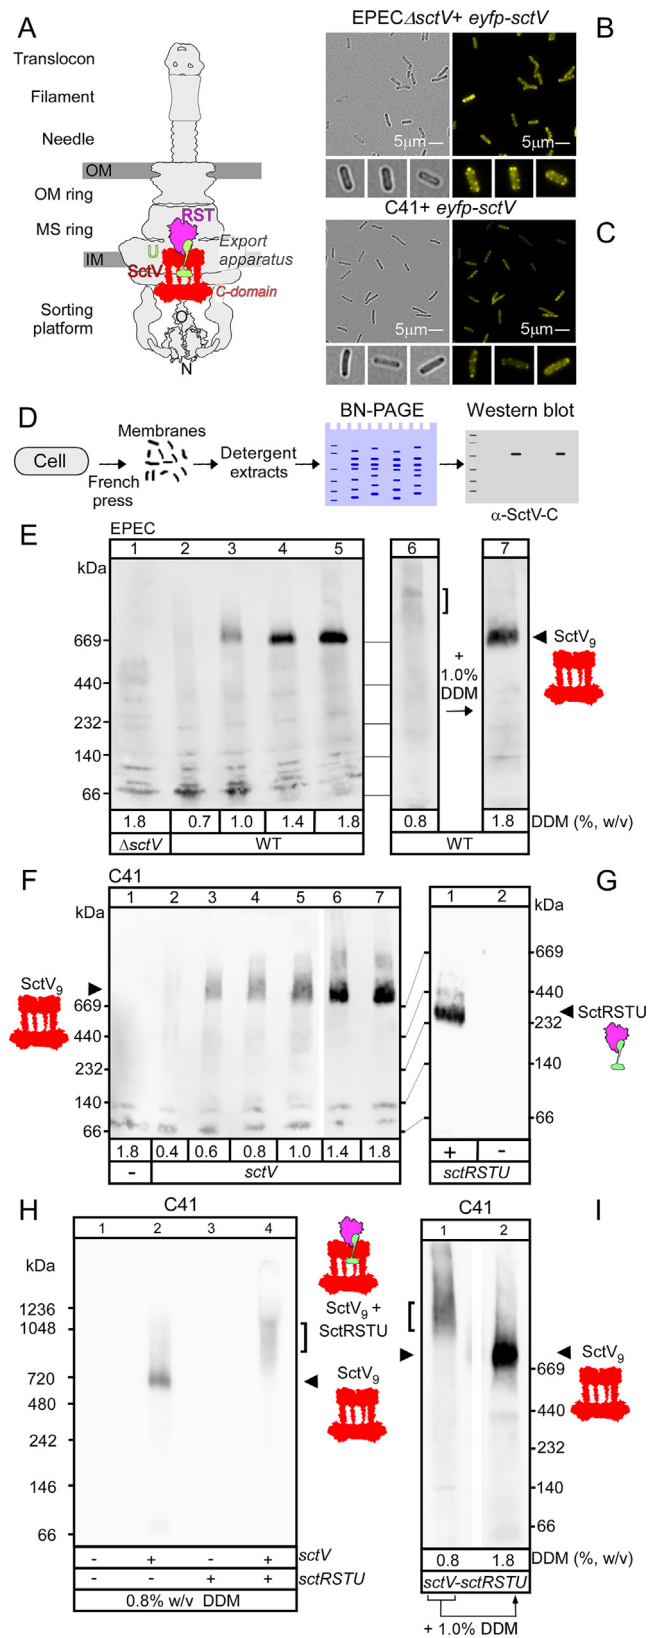 A
Translocon
Filament
Needle
OM
OM ring
RST
MS ring
U
Export
apparatus
IM
SctV
C-domain
Sorting
platform
O
N
EPECΔsctV+ eyfp-sctV
B
5μm
5μm
C41+ eyfp-sctV
C
5μm
5μm
D
Cell
French
press
Membranes
Detergent
extracts
BN-PAGE
Western blot
α-SctV-C
E
EPEC
1 2 3 4 5 6 7
kDa
669
440
232
140
66
+
1.0%
DDM
SctV9
1.8 0.7 1.0 1.4 1.8 0.8 1.8 DDM (%, w/v)
ΔsctV WT WT
F
C41
1 2 3 4 5 6 7
kDa
SctV9
669
440
232
140
66
1.8 0.4 0.6 0.8 1.0 1.4 1.8
- sctV
G
1 2
kDa
669
440
SctRSTU
232
140
66
+ -
sctRSTU
H
C41
1 2 3 4
kDa
1236
1048
720
480
242
146
66
SctV9 +
SctRSTU
SctV9
- + - + sctV
- - + + sctRSTU
0.8% w/v DDM
I
C41
1 2
SctV9
669
440
232
140
66
0.8 1.8 DDM (%, w/v)
sctV-sctRSTU
+ 1.0% DDM